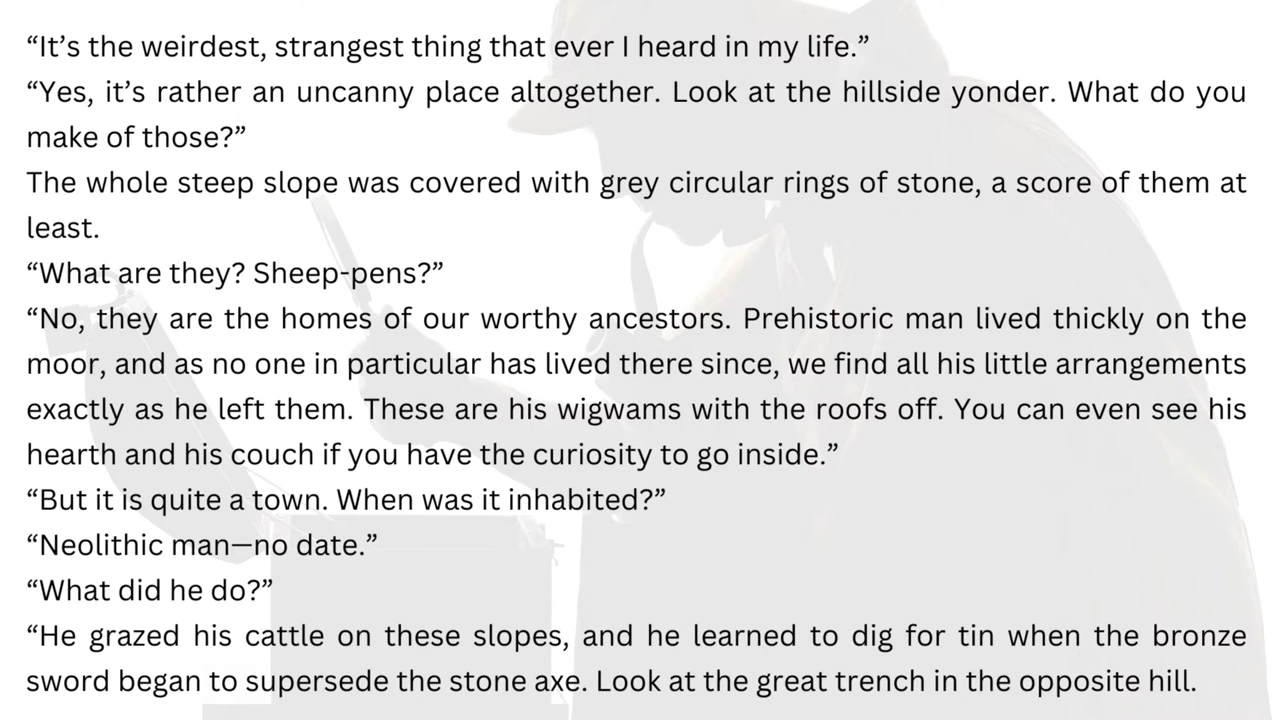 “It’s the weirdest, strangest thing that ever I heard in my life.”
“Yes, it’s rather an uncanny place altogether. Look at the hillside yonder. What do you
make of those?”
The whole steep slope was covered with grey circular rings of stone, a score of them at
least.
“What are they? Sheep-pens?”
“No, they are the homes of our worthy ancestors. Prehistoric man lived thickly on the
moor, and as no one in particular has lived there since, we find all his little arrangements
exactly as he left them. These are his wigwams with the roofs off. You can even see his
hearth and his couch if you have the curiosity to go inside.”
“But it is quite a town. When was it inhabited?”
“Neolithic man—no date.”
“What did he do?”
“He grazed his cattle on these slopes, and he learned to dig for tin when the bronze
sword began to supersede the stone axe. Look at the great trench in the opposite hill.